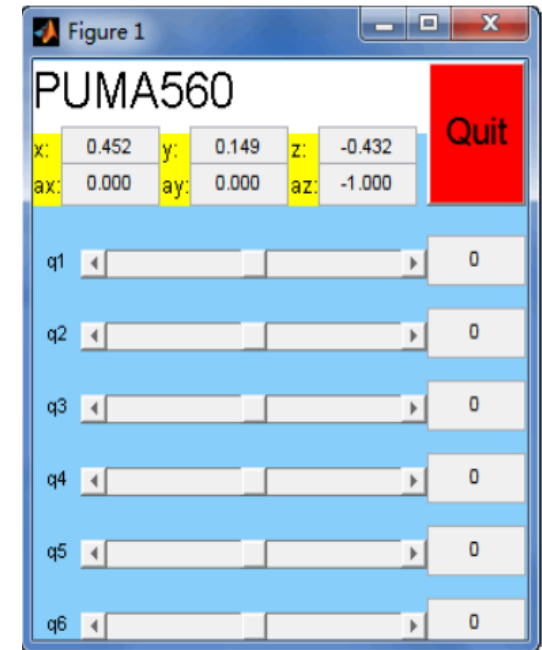 Figure 1
PUMA560
Quit
x: 0.452 y: 0.149 z: -0.432
ax: 0.000 ay: 0.000 az: -1.000
q1 0
q2 0
q3 0
q4 0
q5 0
q6 0